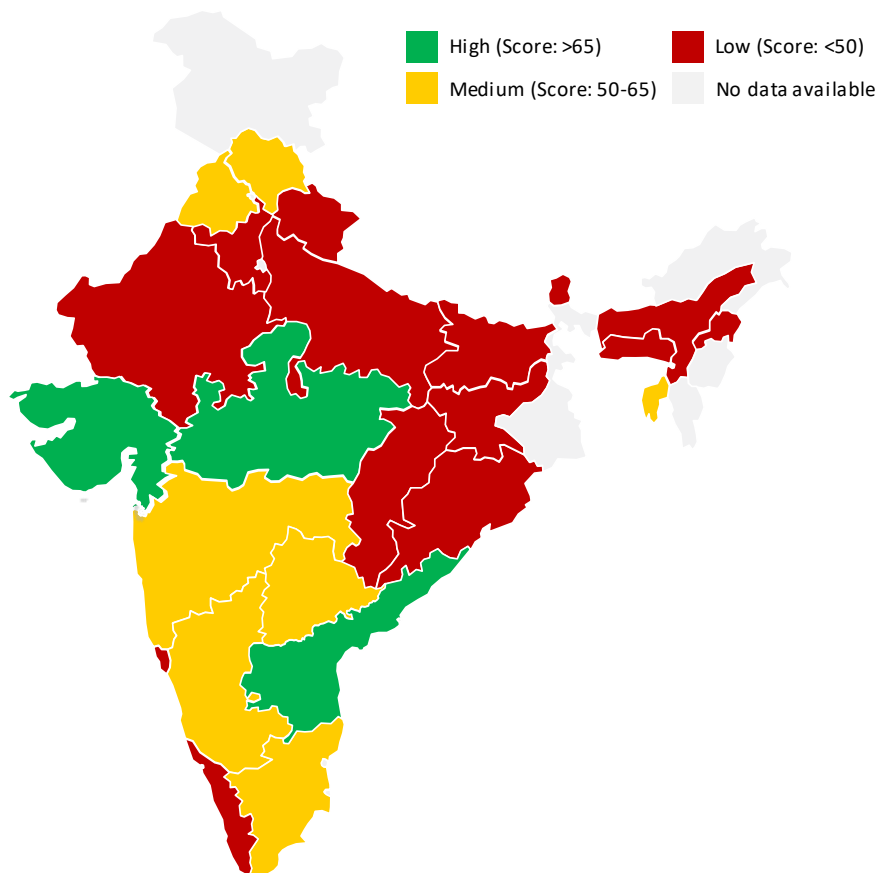 High (Score: >65)
Low (Score: <50)
Medium (Score: 50-65)
No data available